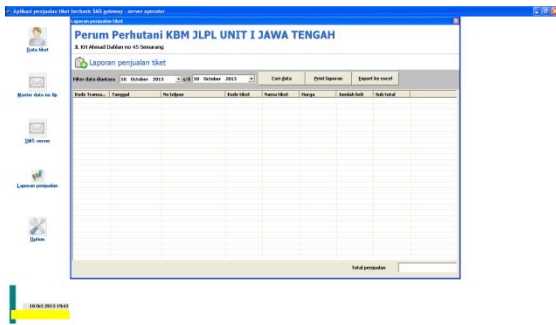 Aplikasi penjualan tiket berbasis SMS gateway - server operator
Laporan penjualan tiket
Perum Perhutani KBM JLPL UNIT I JAWA TENGAH
Jl. KH Ahmad Dahlan no 45 Semarang
Laporan penjualan tiket
Filter data diantara 10 October 2013 s/d 10 October 2013 Cari data Print laporan Export ke excel
Kode Transa... Tanggal No telpon Kode tiket Nama tiket Harga Jumlah beli Sub total
Data tiket
Master data no tlp
SMS server
Laporan penjualan
Option
Total penjualan
10 Oct 2013 19:43